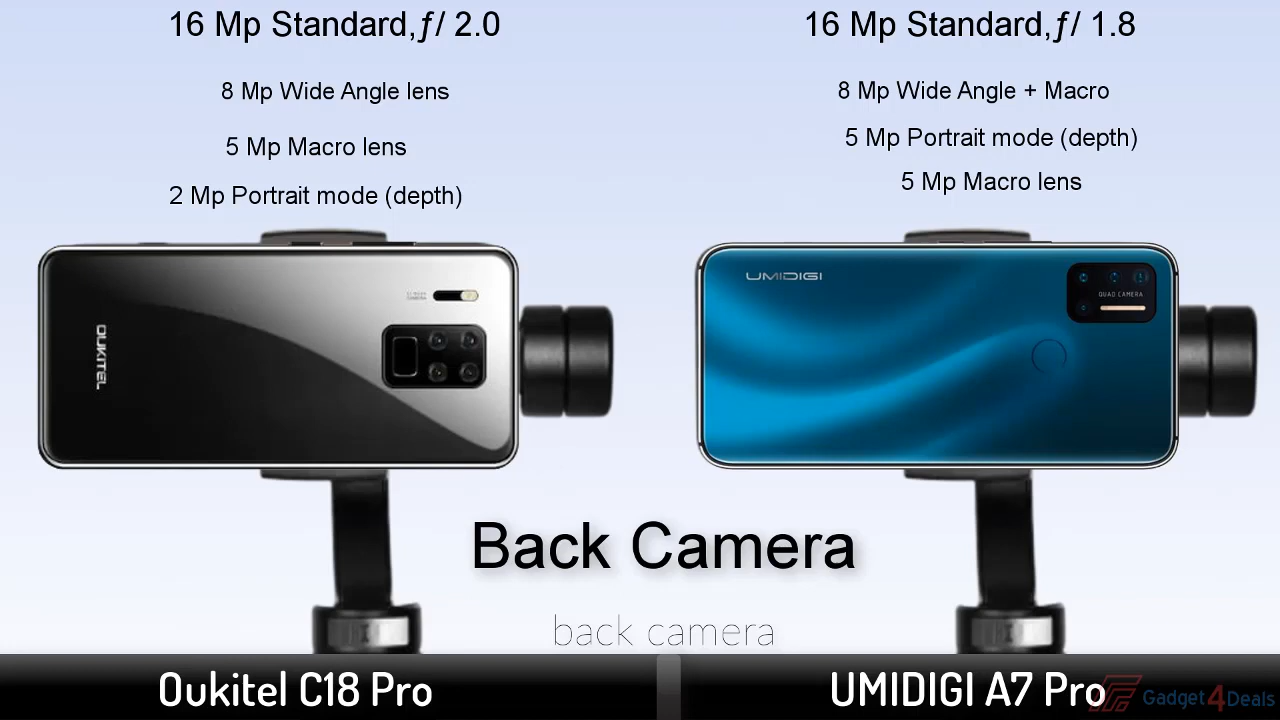 16 Mp Standard,ƒ/ 2.0
8 Mp Wide Angle lens
5 Mp Macro lens
2 Mp Portrait mode (depth)
16 Mp Standard,ƒ/ 1.8
8 Mp Wide Angle + Macro
5 Mp Portrait mode (depth)
5 Mp Macro lens
OUKITEL
UMIDIGI
QUAD CAMERA
Back Camera
back camera
Oukitel C18 Pro
UMIDIGI A7 Pro
Gadget4Deals